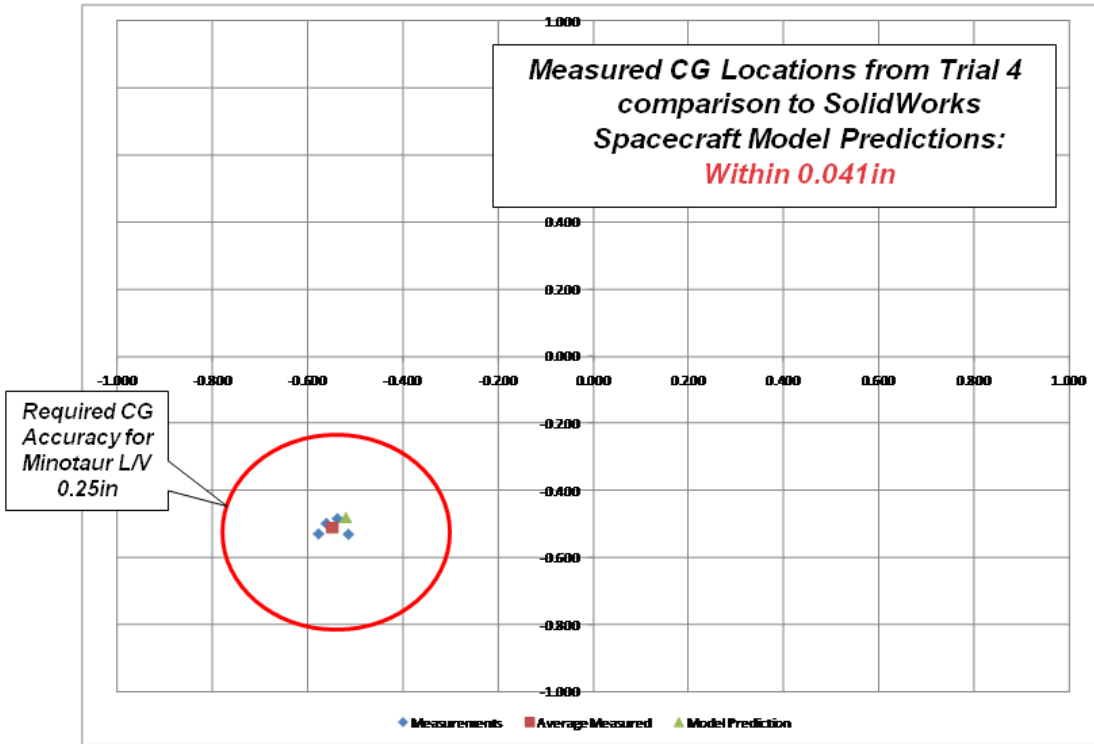 1.000
Measured CG Locations from Trial 4
comparison to SolidWorks
Spacecraft Model Predictions:
Within 0.041in
0.400
0.200
0.000
-1.000 -0.800 -0.600 -0.400 -0.200 0.000 0.200 0.400 0.600 0.800 1.000
Required CG
Accuracy for
Minotaur L/V
0.25in
-0.200
-0.400
-0.600
-0.800
-1.000
Measurements Average Measured Model Prediction